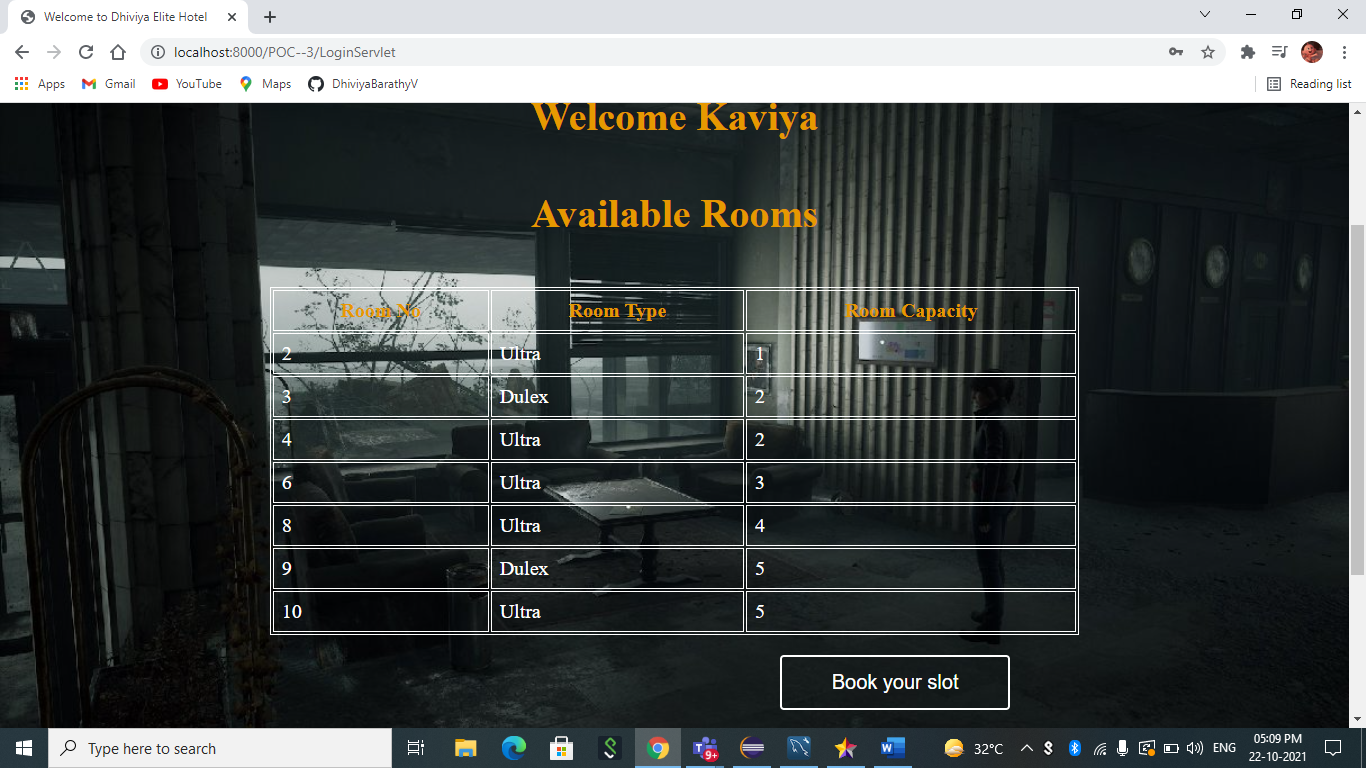 Welcome to Dhiviya Elite Hotel
localhost:8000/POC--3/LoginServlet
Apps Gmail YouTube Maps DhiviyaBarathyV Reading list
Welcome Kaviya
Available Rooms
Room No Room Type Room Capacity
2 Ultra 1
3 Dulex 2
4 Ultra 2
6 Ultra 3
8 Ultra 4
9 Dulex 5
10 Ultra 5
Book your slot
Type here to search 9+ 32°C ENG 05:09 PM
22-10-2021